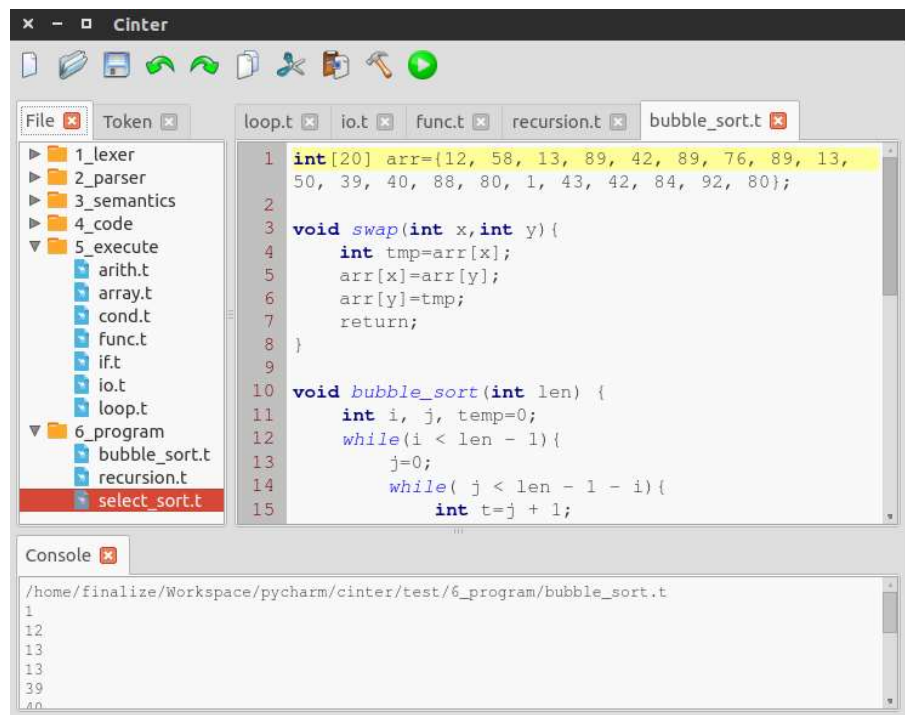 Cinter
File Token
loop.t io.t func.t recursion.t bubble_sort.t
1_lexer
2_parser
3_semantics
4_code
5_execute
arith.t
array.t
cond.t
func.t
if.t
io.t
loop.t
6_program
bubble_sort.t
recursion.t
select_sort.t
1 int[20] arr={12, 58, 13, 89, 42, 89, 76, 89, 13,
50, 39, 40, 88, 80, 1, 43, 42, 84, 92, 80};
2
3 void swap(int x,int y){
4 int tmp=arr[x];
5 arr[x]=arr[y];
6 arr[y]=tmp;
7 return;
8 }
9
10 void bubble_sort(int len) {
11 int i, j, temp=0;
12 while(i < len - 1){
13 j=0;
14 while( j < len - 1 - i){
15 int t=j + 1;
Console
/home/finalize/Workspace/pycharm/cinter/test/6_program/bubble_sort.t
1
12
13
13
39
40